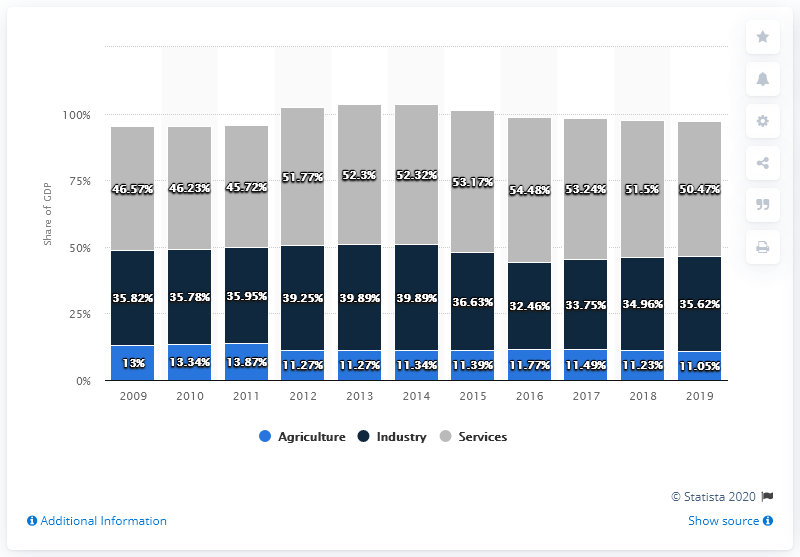 100%
75%
50%
25%
0%
Share of GDP
46.57% 46.23% 45.72% 51.77% 52.3% 52.32% 53.17% 54.48% 53.24% 51.5% 50.47%
35.82% 35.78% 35.95% 39.25% 39.89% 39.89% 36.63% 32.46% 33.75% 34.96% 35.62%
13% 13.34% 13.87% 11.27% 11.27% 11.34% 11.39% 11.77% 11.49% 11.23% 11.05%
2009 2010 2011 2012 2013 2014 2015 2016 2017 2018 2019
Agriculture Industry Services
© Statista 2020
Additional Information Show source